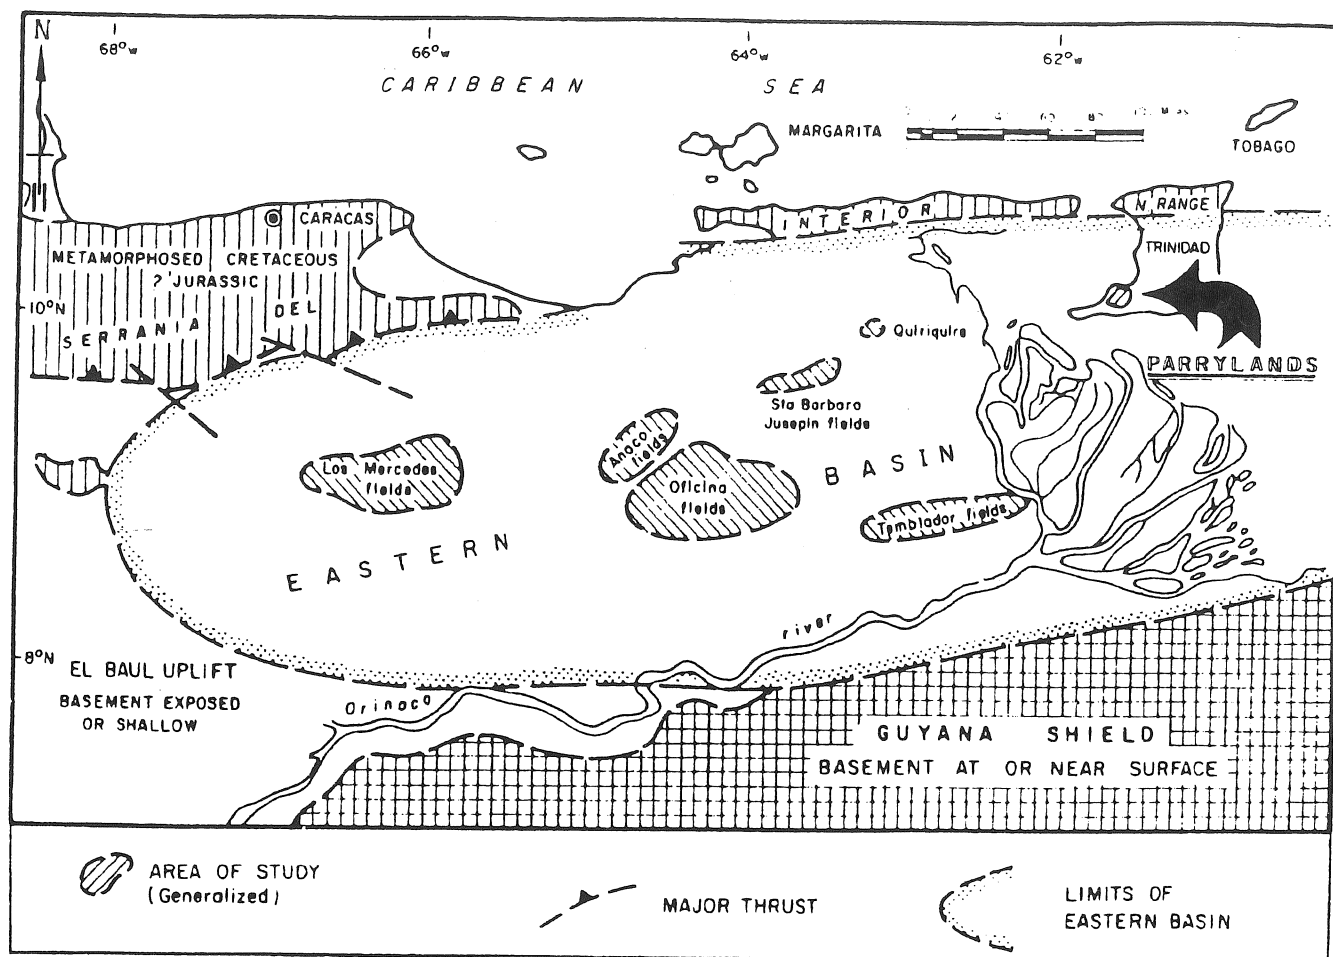 N
68°W
66°W
64°W
62°W
CARIBBEAN SEA
MARGARITA
TOBAGO
CARACAS
INTERIOR
N RANGE
METAMORPHOSED CRETACEOUS
? JURASSIC
TRINIDAD
10°N
SERRANIA DEL
Quiriquire
PARRYLANDS
Sta Barbara
Jusepin fields
Anaco
fields
Las Mercedes
fields
Oficina
fields
BASIN
Temblador fields
EASTERN
river
8°N
EL BAUL UPLIFT
BASEMENT EXPOSED
OR SHALLOW
Orinoco
GUYANA SHIELD
BASEMENT AT OR NEAR SURFACE
AREA OF STUDY
(Generalized)
MAJOR THRUST
LIMITS OF
EASTERN BASIN